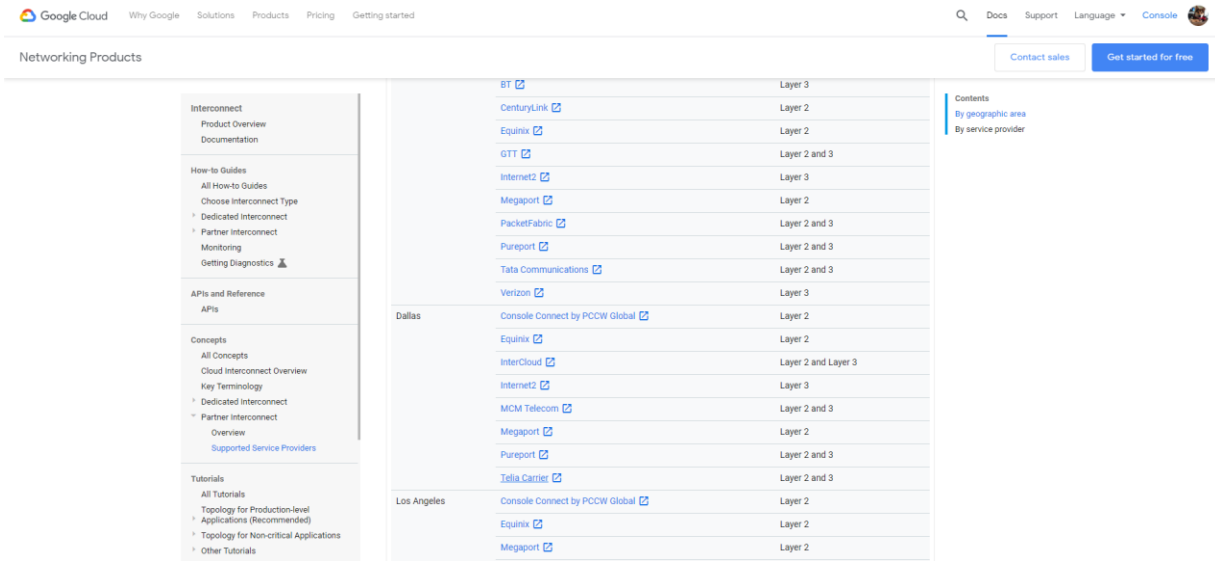 Google Cloud Why Google Solutions Products Pricing Getting started Docs Support Language Console
Networking Products Contact sales Get started for free
Interconnect
Product Overview
Documentation
How-to Guides
All How-to Guides
Choose Interconnect Type
Dedicated Interconnect
Partner Interconnect
Monitoring
Getting Diagnostics
APIs and Reference
APIs
Concepts
All Concepts
Cloud Interconnect Overview
Key Terminology
Dedicated Interconnect
Partner Interconnect
Overview
Supported Service Providers
Tutorials
All Tutorials
Topology for Production-level
Applications (Recommended)
Topology for Non-critical Applications
Other Tutorials
BT Layer 3
CenturyLink Layer 2
Equinix Layer 2
GTT Layer 2 and 3
Internet2 Layer 3
Megaport Layer 2
PacketFabric Layer 2 and 3
Pureport Layer 2 and 3
Tata Communications Layer 2 and 3
Verizon Layer 3
Dallas Console Connect by PCCW Global Layer 2
Equinix Layer 2
InterCloud Layer 2 and Layer 3
Internet2 Layer 3
MCM Telecom Layer 2 and 3
Megaport Layer 2
Pureport Layer 2 and 3
Telia Carrier Layer 2 and 3
Los Angeles Console Connect by PCCW Global Layer 2
Equinix Layer 2
Megaport Layer 2
Contents
By geographic area
By service provider